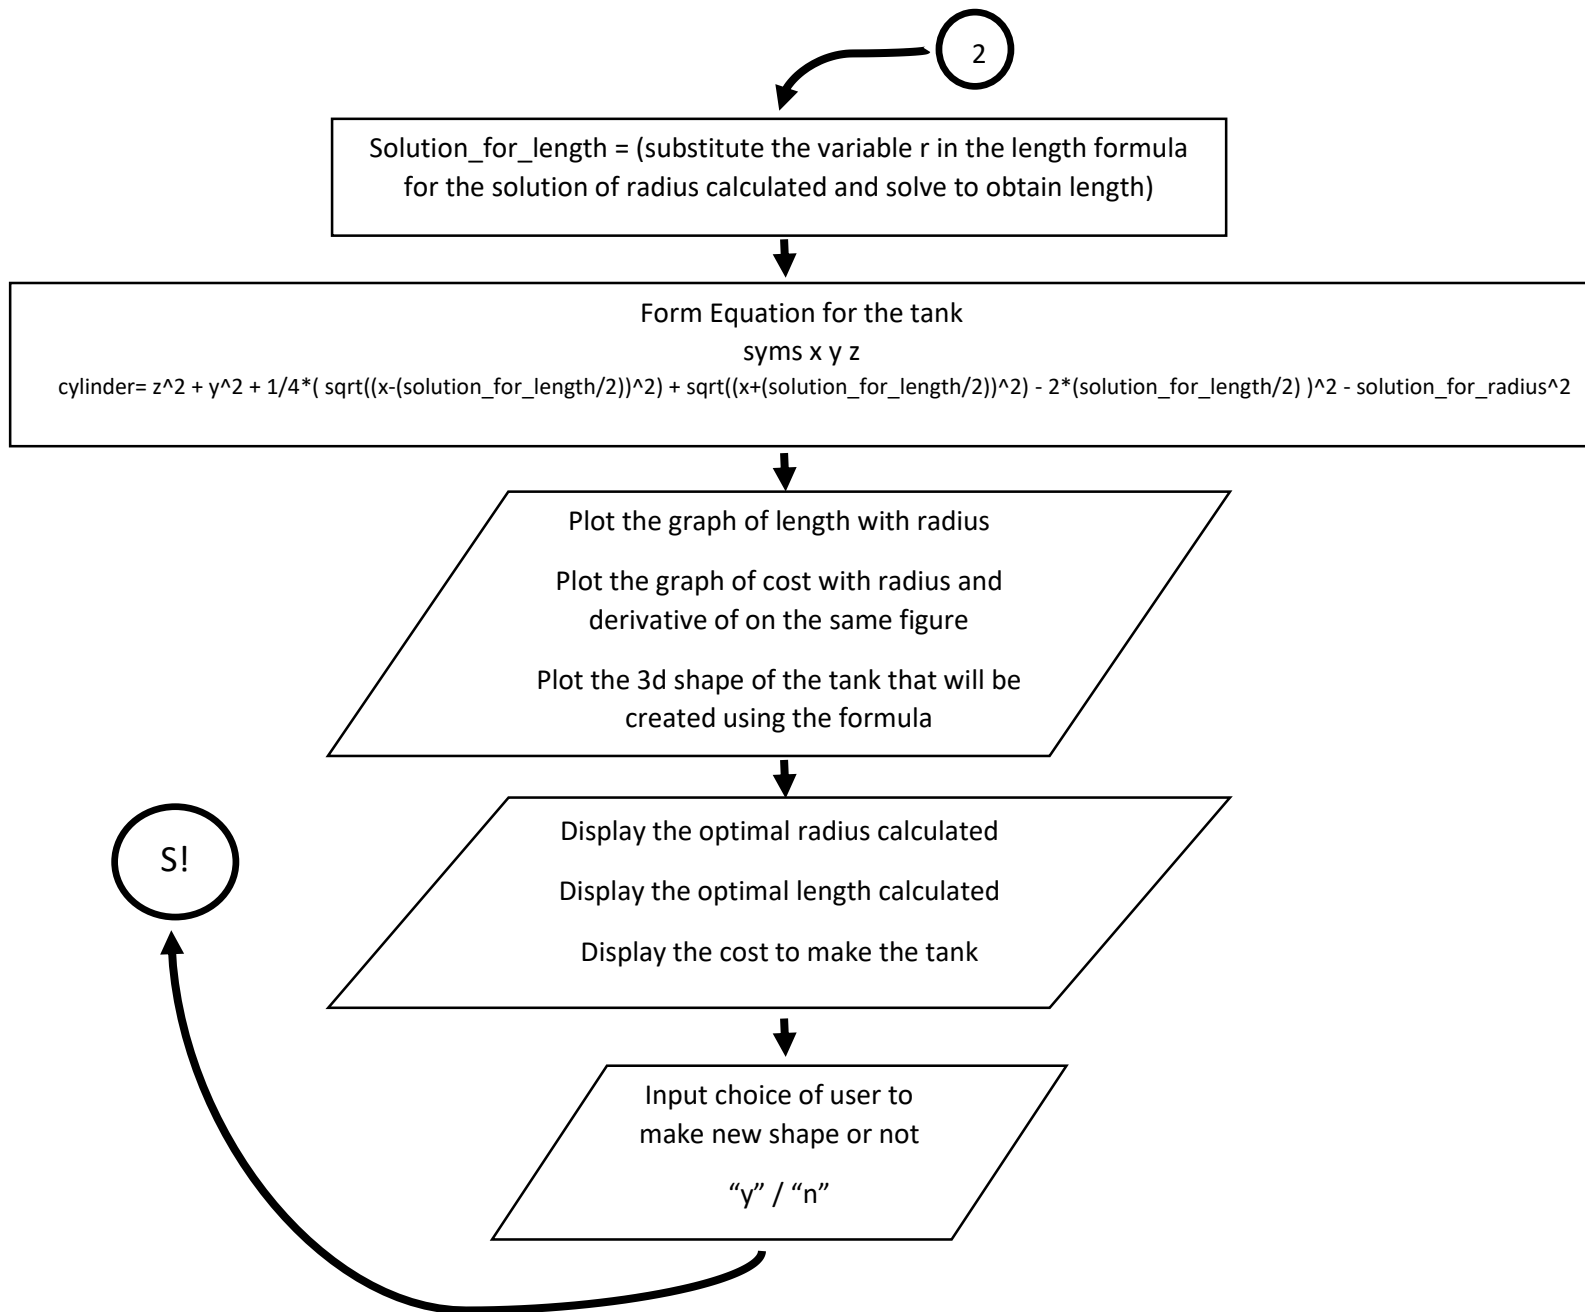 2
Solution_for_length = (substitute the variable r in the length formula
for the solution of radius calculated and solve to obtain length)
Form Equation for the tank
syms x y z
cylinder= z^2 + y^2 + 1/4*( sqrt((x-(solution_for_length/2))^2) + sqrt((x+(solution_for_length/2))^2) - 2*(solution_for_length/2) )^2 - solution_for_radius^2
Plot the graph of length with radius
Plot the graph of cost with radius and
derivative of on the same figure
Plot the 3d shape of the tank that will be
created using the formula
Display the optimal radius calculated
Display the optimal length calculated
Display the cost to make the tank
S!
Input choice of user to
make new shape or not
“y” / “n”